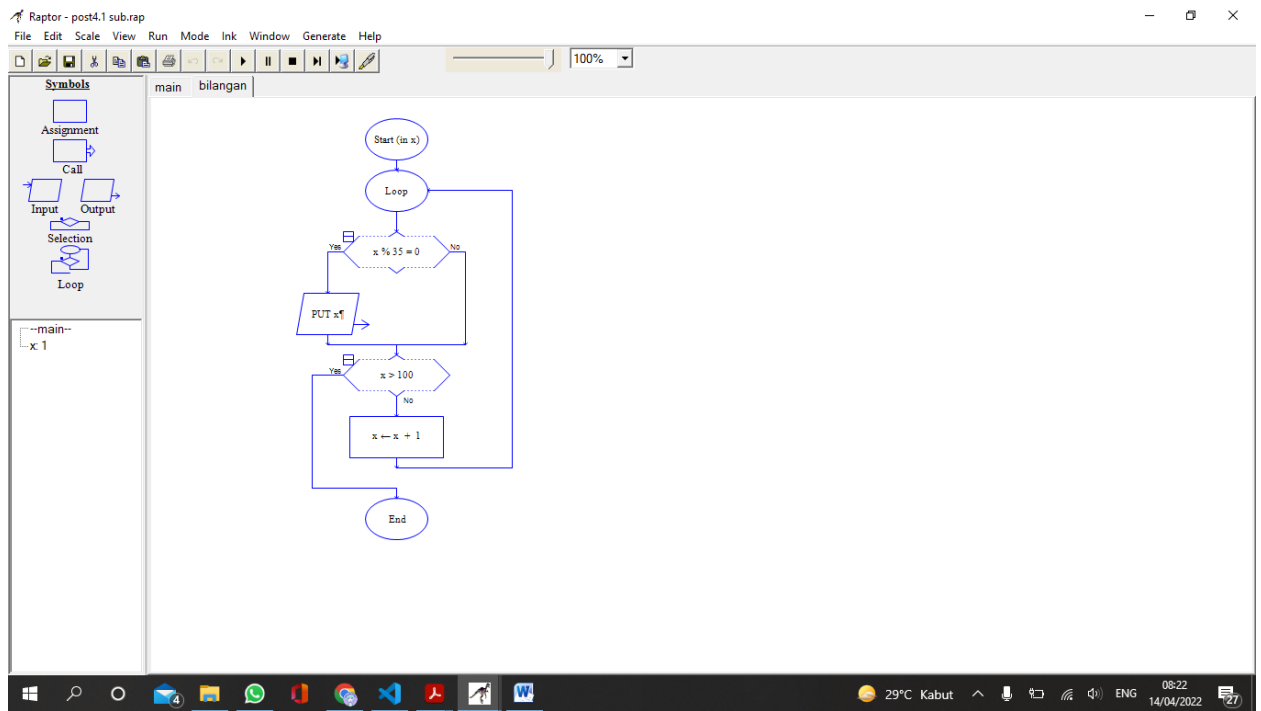 Raptor - post4.1 sub.rap
File Edit Scale View Run Mode Ink Window Generate Help
100%
Symbols
Assignment
Call
Input Output
Selection
Loop
--main--
x: 1
main bilangan
Start (in x)
Loop
Yes x % 35 = 0 No
PUT x¶
Yes x > 100
No
x ← x + 1
End
4
29°C Kabut ENG
08:22
14/04/2022
27